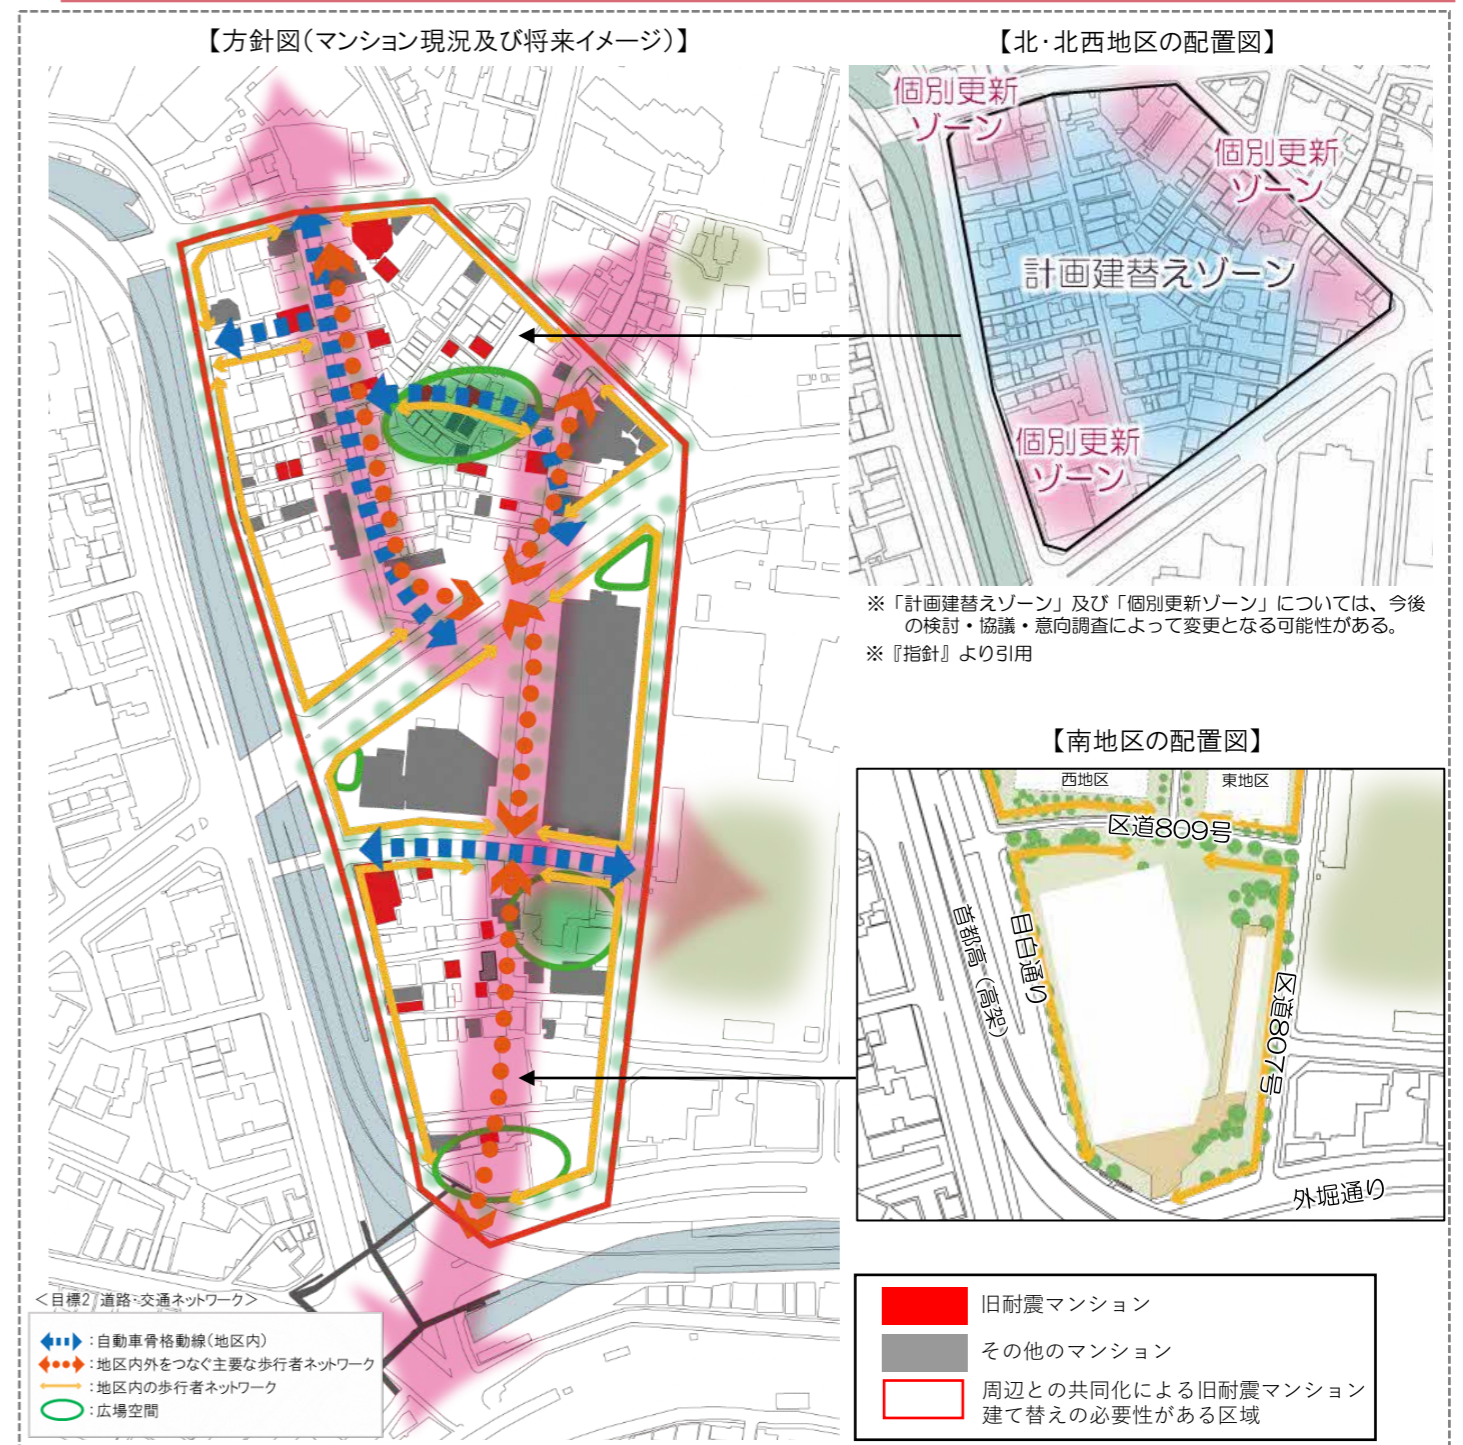 【方針図（マンション現況及び将来イメージ）】
【北・北西地区の配置図】
個別更新
ゾーン
個別更新
ゾーン
計画建替えゾーン
個別更新
ゾーン
※「計画建替えゾーン」及び「個別更新ゾーン」については、今後
の検討・協議・意向調査によって変更となる可能性がある。
※『指針』より引用
【南地区の配置図】
西地区
東地区
区道809号
首都高（高架）
目白通り
区道807号
外堀通り
＜目標2 道路・交通ネットワーク＞
：自動車骨格動線（地区内）
：地区内外をつなぐ主要な歩行者ネットワーク
：地区内の歩行者ネットワーク
：広場空間
旧耐震マンション
その他のマンション
周辺との共同化による旧耐震マンション
建て替えの必要性がある区域